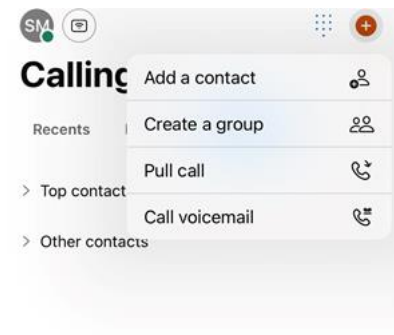 SM
Calling
Add a contact
Create a group
Recents
Pull call
Top contact
Call voicemail
Other contacts